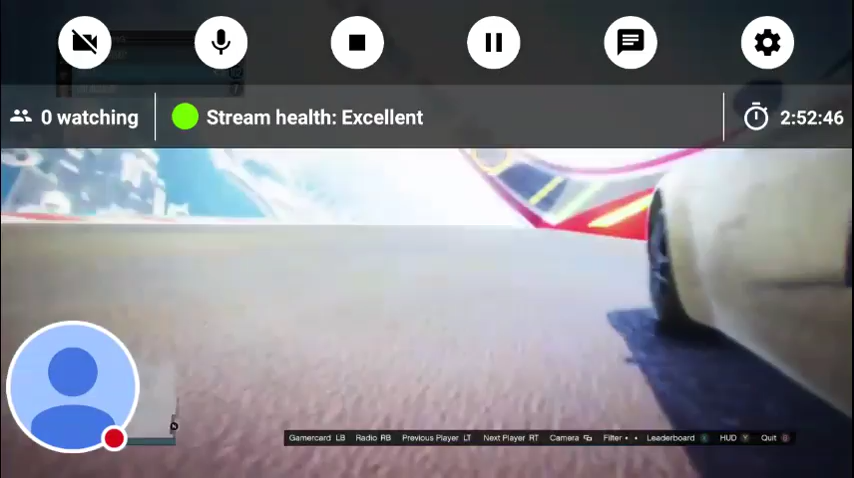 0 watching
Stream health: Excellent
2:52:46
Gamercard LB Radio RB Previous Player LT Next Player RT Camera Filter Leaderboard X HUD Y Quit B